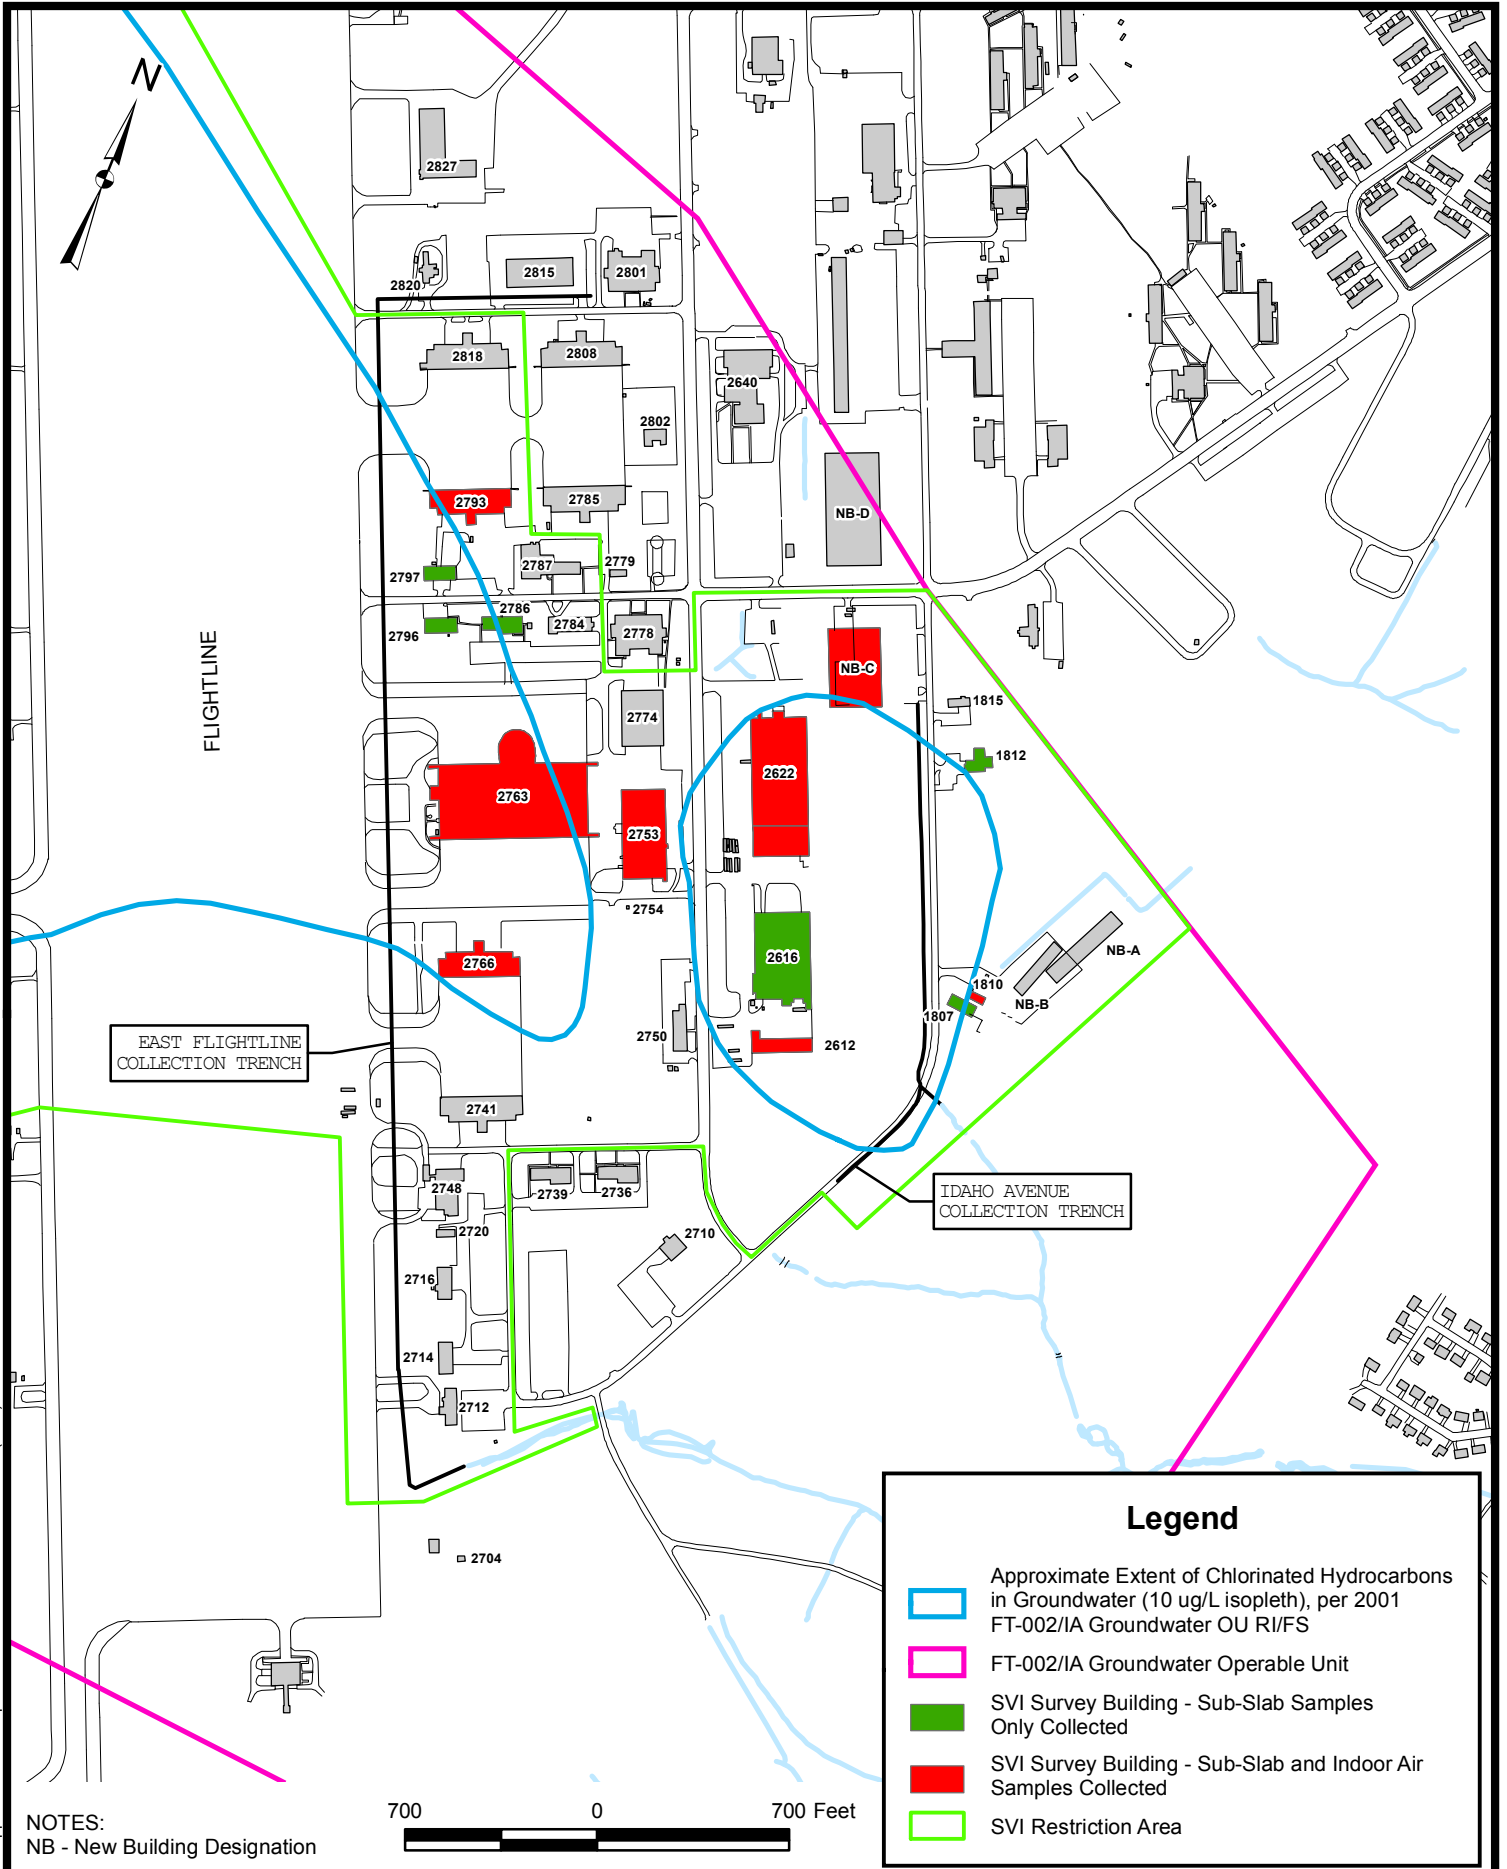 N
2827
2820
2815
2801
2818
2808
2640
2802
2793
2785
NB-D
2797
2787
2779
2786
2796
2784
2778
NB-C
FLIGHTLINE
2774
1815
1812
2622
2763
2753
2754
2616
2766
NB-A
1810
NB-B
1807
2750
2612
EAST FLIGHTLINE
COLLECTION TRENCH
2741
2748
2739
2736
IDAHO AVENUE
COLLECTION TRENCH
2720
2710
2716
2714
2712
2704
Legend
Approximate Extent of Chlorinated Hydrocarbons
in Groundwater (10 ug/L isopleth), per 2001
FT-002/IA Groundwater OU RI/FS
FT-002/IA Groundwater Operable Unit
SVI Survey Building - Sub-Slab Samples
Only Collected
SVI Survey Building - Sub-Slab and Indoor Air
Samples Collected
SVI Restriction Area
700 0 700 Feet
NOTES:
NB - New Building Designation